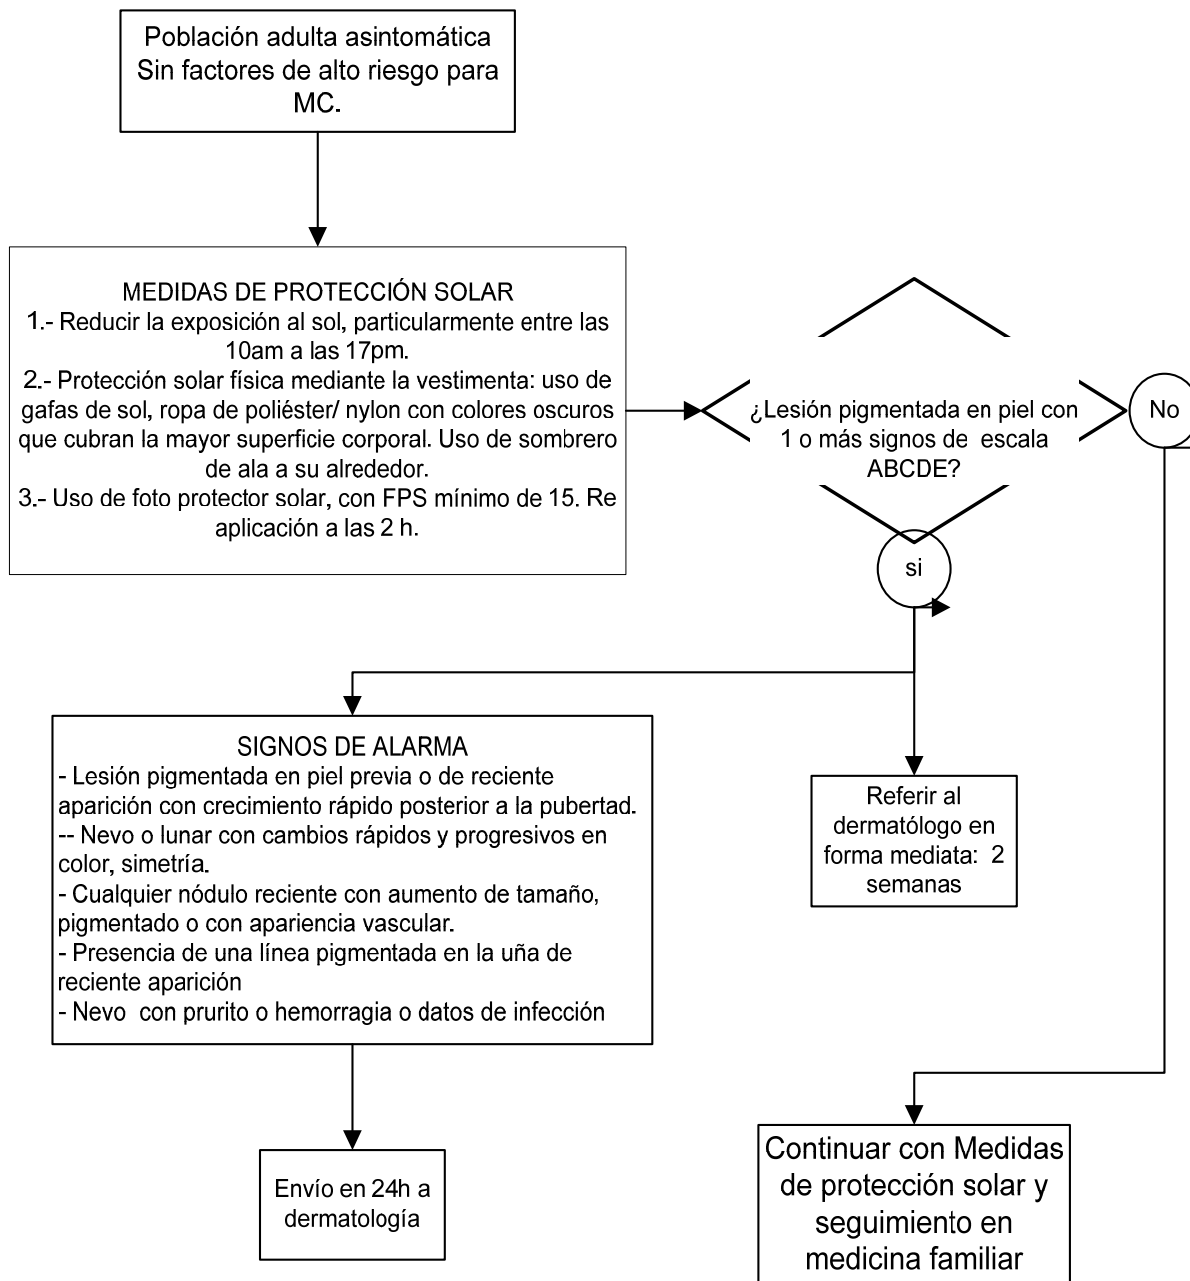 Población adulta asintomática
Sin factores de alto riesgo para
MC.
MEDIDAS DE PROTECCIÓN SOLAR
1.- Reducir la exposición al sol, particularmente entre las
10am a las 17pm.
2.- Protección solar física mediante la vestimenta: uso de
gafas de sol, ropa de poliéster/ nylon con colores oscuros
que cubran la mayor superficie corporal. Uso de sombrero
de ala a su alrededor.
3.- Uso de foto protector solar, con FPS mínimo de 15. Re
aplicación a las 2 h.
¿Lesión pigmentada en piel con
1 o más signos de escala
ABCDE?
No
si
SIGNOS DE ALARMA
- Lesión pigmentada en piel previa o de reciente
aparición con crecimiento rápido posterior a la pubertad.
-- Nevo o lunar con cambios rápidos y progresivos en
color, simetría.
- Cualquier nódulo reciente con aumento de tamaño,
pigmentado o con apariencia vascular.
- Presencia de una línea pigmentada en la uña de
reciente aparición
- Nevo con prurito o hemorragia o datos de infección
Referir al
dermatólogo en
forma mediata: 2
semanas
Envío en 24h a
dermatología
Continuar con Medidas
de protección solar y
seguimiento en
medicina familiar